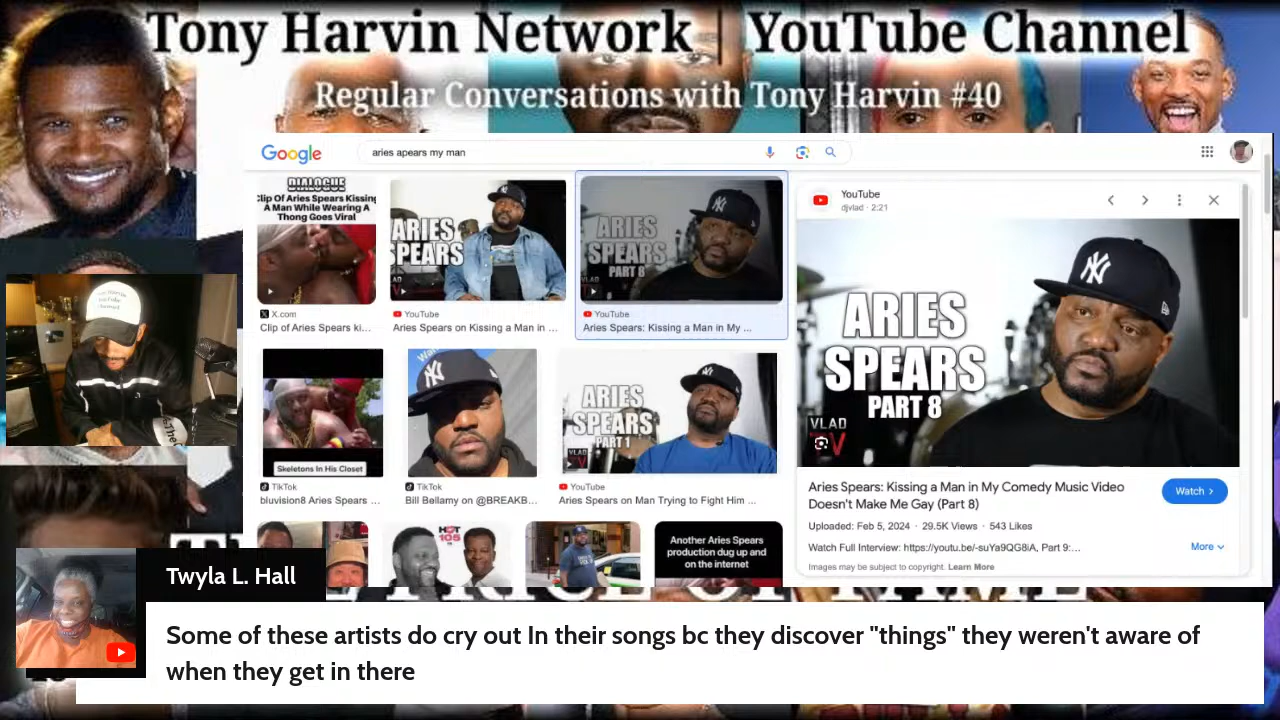 Tony Harvin Network | YouTube Channel
Regular Conversations with Tony Harvin #40
Google
aries apears my man
DIALOGUE
Clip Of Aries Spears Kissing
A Man While Wearing A
Thong Goes Viral
X.com
Clip of Aries Spears ki...
ARIES
SPEARS
VLAD
YouTube
Aries Spears on Kissing a Man in ...
ARIES
SPEARS
PART 8
VLAD
YouTube
Aries Spears: Kissing a Man in My ...
Skeletons In His Closet
TikTok
bluvision8 Aries Spears ...
TikTok
Bill Bellamy on @BREAKB...
ARIES
SPEARS
PART 1
VLAD
YouTube
Aries Spears on Man Trying to Fight Him ...
HOT
105
FM
Another Aries Spears
production dug up and
on the internet
YouTube
djvlad · 2:21
ARIES
SPEARS
PART 8
VLAD
TV
Aries Spears: Kissing a Man in My Comedy Music Video
Doesn't Make Me Gay (Part 8)
Watch
Uploaded: Feb 5, 2024 · 29.5K Views · 543 Likes
Watch Full Interview: https://youtu.be/-suYa9QG8iA, Part 9:...
More
Images may be subject to copyright. Learn More
Twyla L. Hall
Some of these artists do cry out In their songs bc they discover "things" they weren't aware of
when they get in there